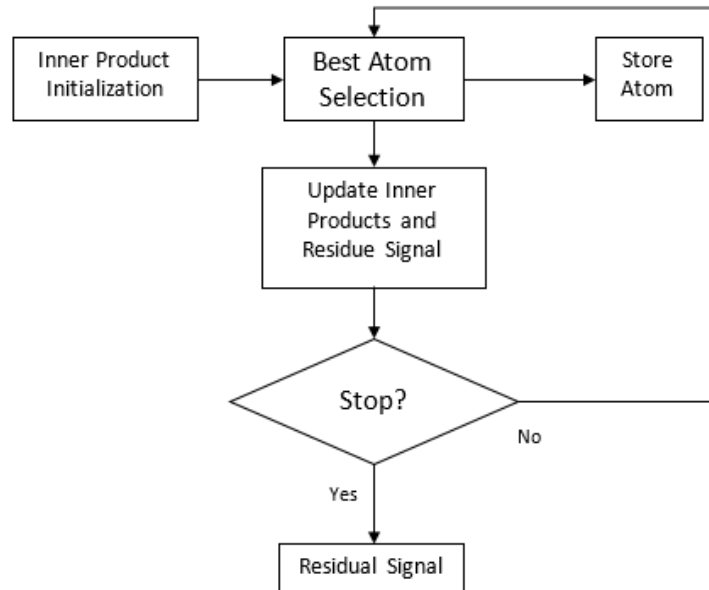 Inner Product
Initialization
Best Atom
Selection
Store
Atom
Update Inner
Products and
Residue Signal
Stop?
No
Yes
Residual Signal